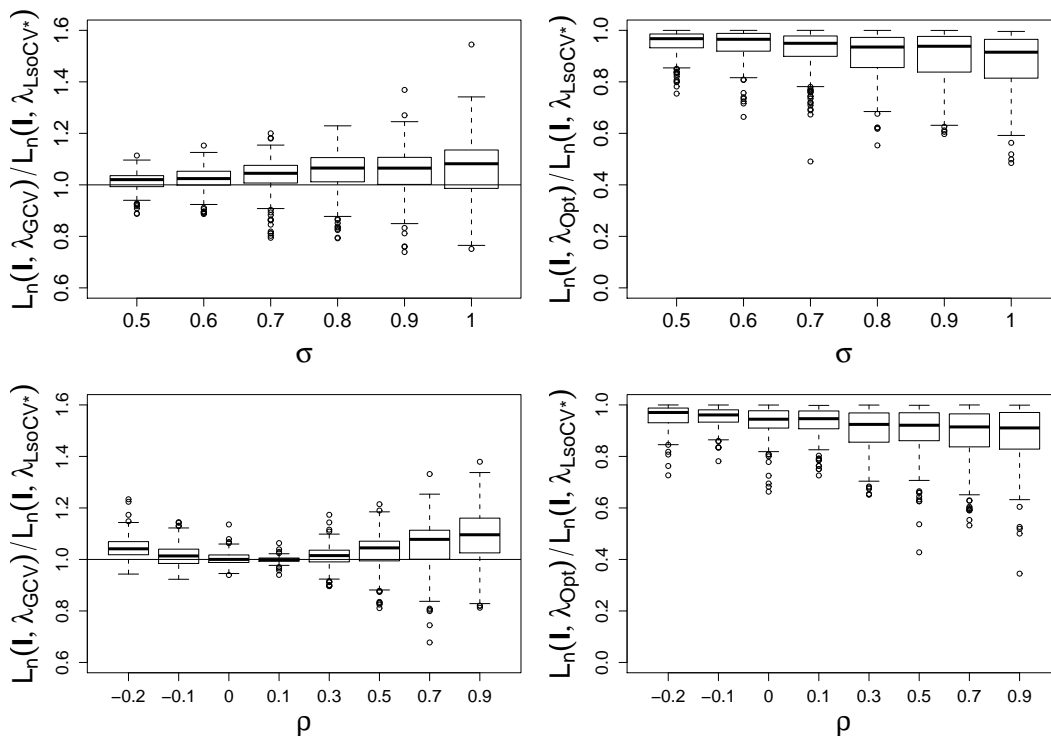 L_n(I, λ_GCV)/L_n(I, λ_LsoCV*)
0.6 0.8 1.0 1.2 1.4 1.6
0.5 0.6 0.7 0.8 0.9 1
σ
L_n(I, λ_Opt)/L_n(I, λ_LsoCV*)
0.0 0.2 0.4 0.6 0.8 1.0
0.5 0.6 0.7 0.8 0.9 1
σ
L_n(I, λ_GCV)/L_n(I, λ_LsoCV*)
0.6 0.8 1.0 1.2 1.4 1.6
−0.2 −0.1 0 0.1 0.3 0.5 0.7 0.9
ρ
L_n(I, λ_Opt)/L_n(I, λ_LsoCV*)
0.0 0.2 0.4 0.6 0.8 1.0
−0.2 −0.1 0 0.1 0.3 0.5 0.7 0.9
ρ